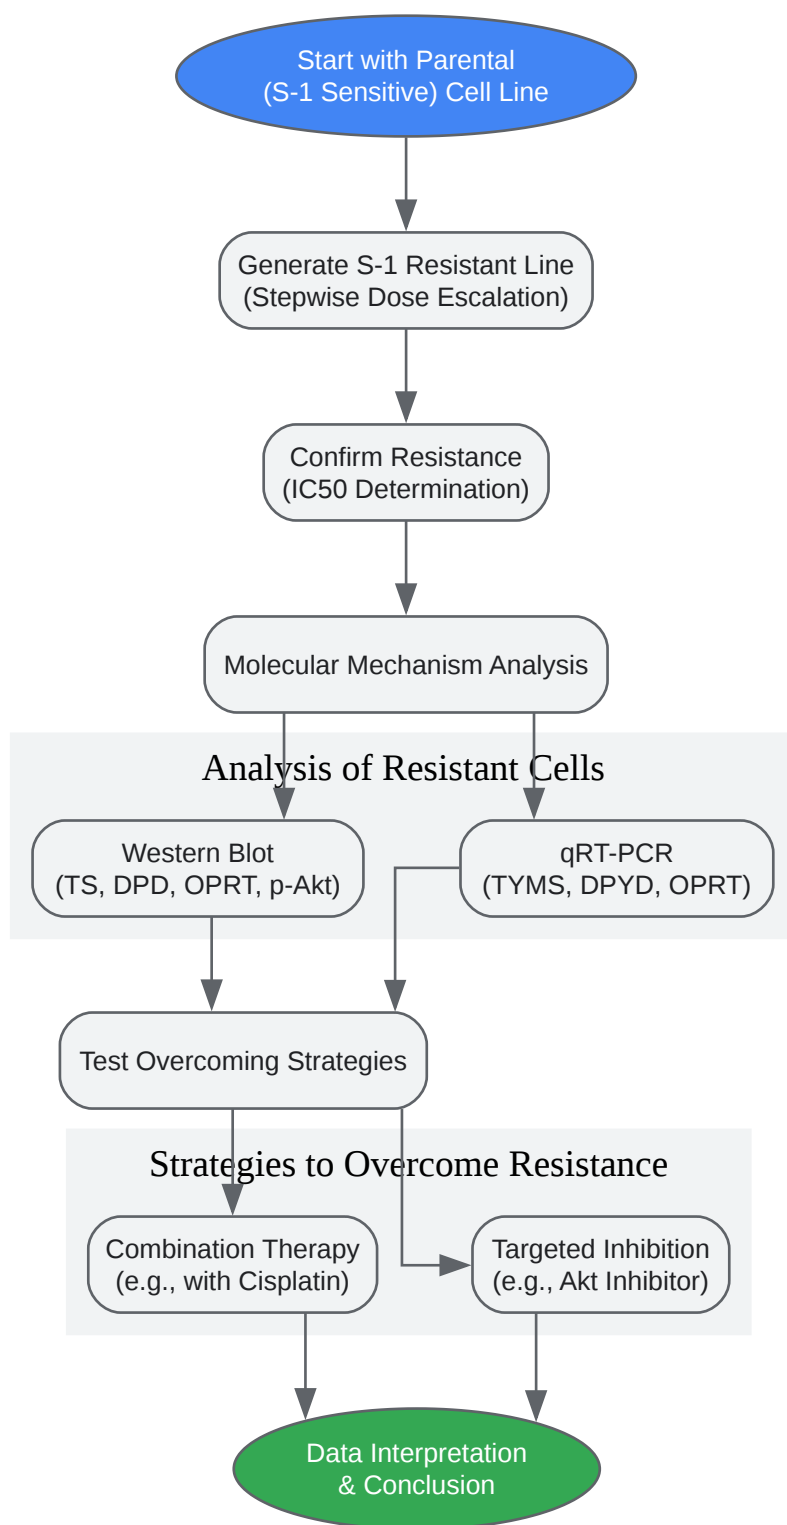 Start with Parental
(S-1 Sensitive) Cell Line
Generate S-1 Resistant Line
(Stepwise Dose Escalation)
Confirm Resistance
(IC50 Determination)
Molecular Mechanism Analysis
Analysis of Resistant Cells
Western Blot
(TS, DPD, OPRT, p-Akt)
qRT-PCR
(TYMS, DPYD, OPRT)
Test Overcoming Strategies
Strategies to Overcome Resistance
Combination Therapy
(e.g., with Cisplatin)
Targeted Inhibition
(e.g., Akt Inhibitor)
Data Interpretation
& Conclusion